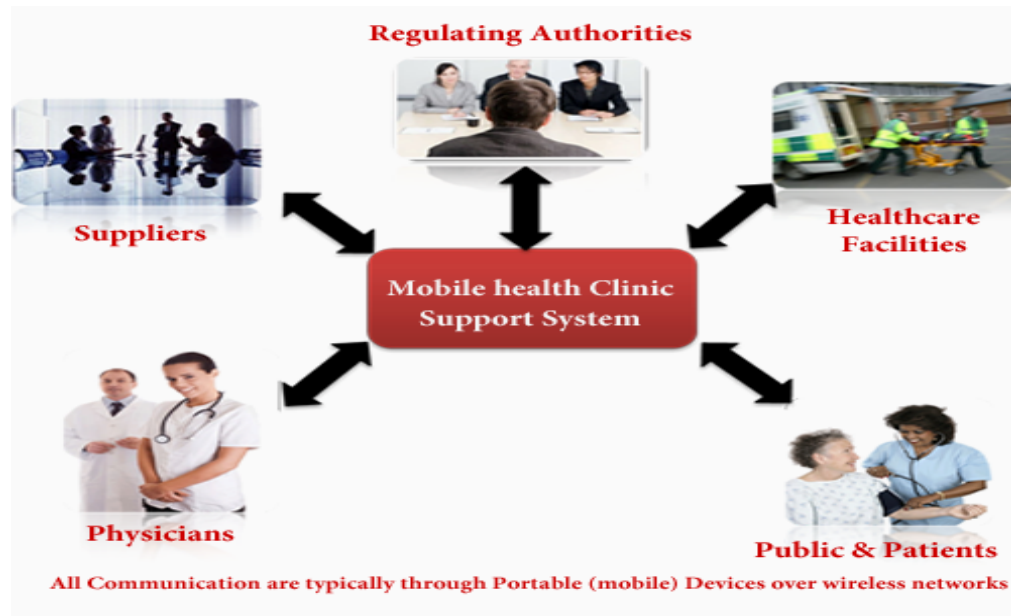 Regulating Authorities
Suppliers
Healthcare
Facilities
Mobile health Clinic
Support System
Physicians
Public & Patients
All Communication are typically through Portable (mobile) Devices over wireless networks